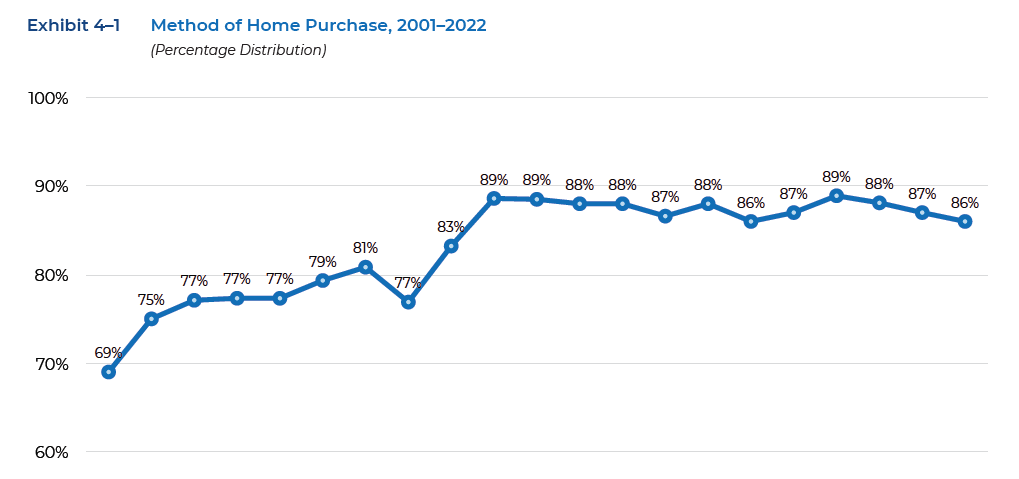 Exhibit 4–1 Method of Home Purchase, 2001–2022
(Percentage Distribution)
100%
90%
80%
70%
60%
69% 75% 77% 77% 77% 79% 81% 77% 83% 89% 89% 88% 88% 87% 88% 86% 87% 89% 88% 87% 86%